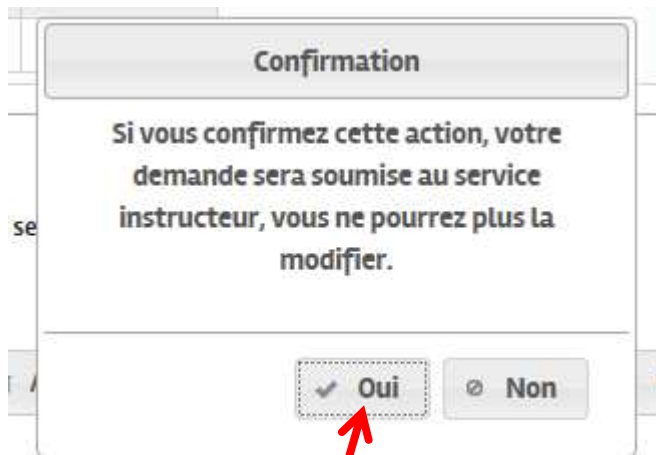 Confirmation
Si vous confirmez cette action, votre
demande sera soumise au service
se
instructeur, vous ne pourrez plus la
modifier.
Oui
Non